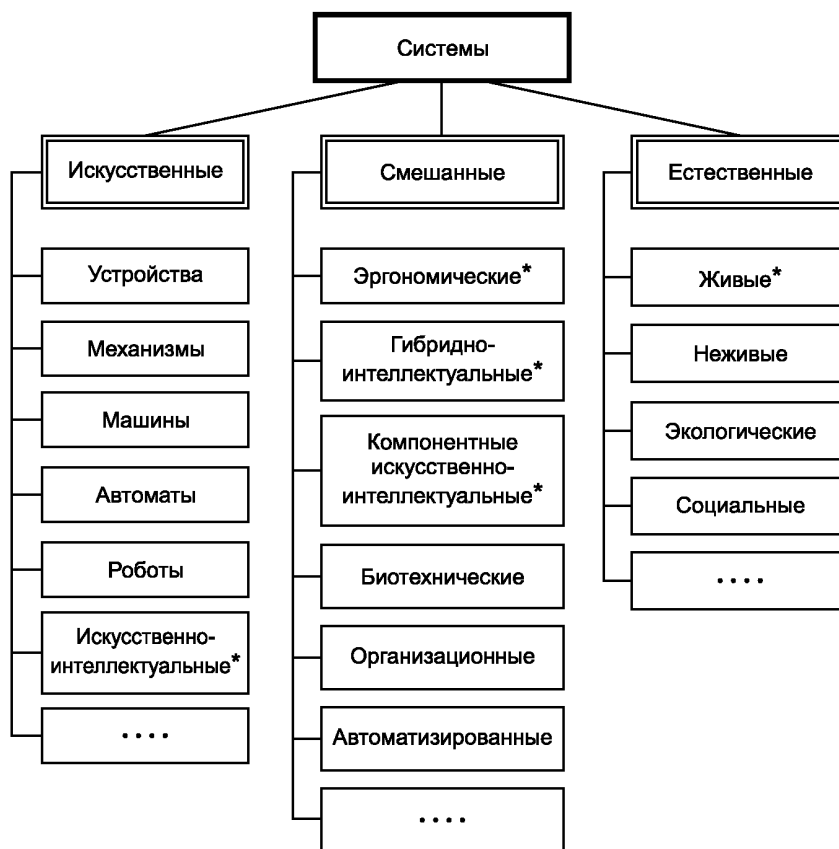 Системы
Искусственные
Устройства
Механизмы
Машины
Автоматы
Роботы
Искусственно-
интеллектуальные*
....
Смешанные
Эргономические*
Гибридно-
интеллектуальные*
Компонентные
искусственно-
интеллектуальные*
Биотехнические
Организационные
Автоматизированные
....
Естественные
Живые*
Неживые
Экологические
Социальные
....